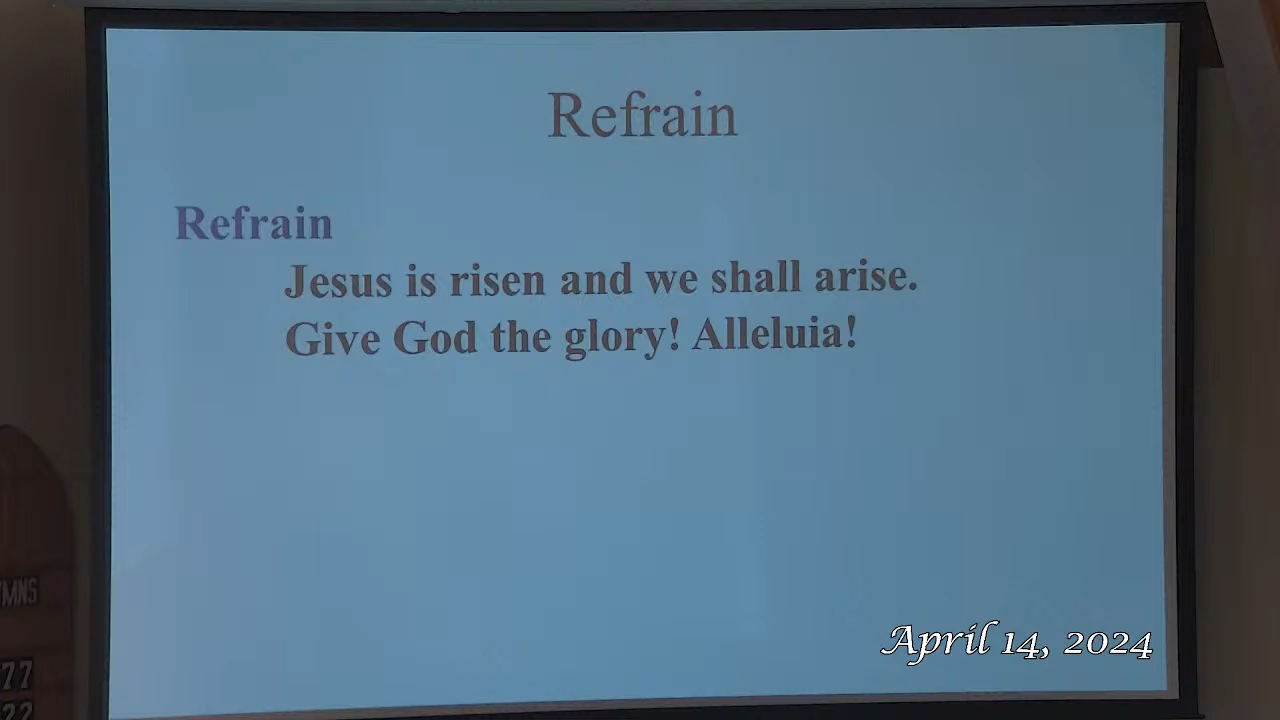 Refrain
Refrain
Jesus is risen and we shall arise.
Give God the glory! Alleluia!
April 14, 2024